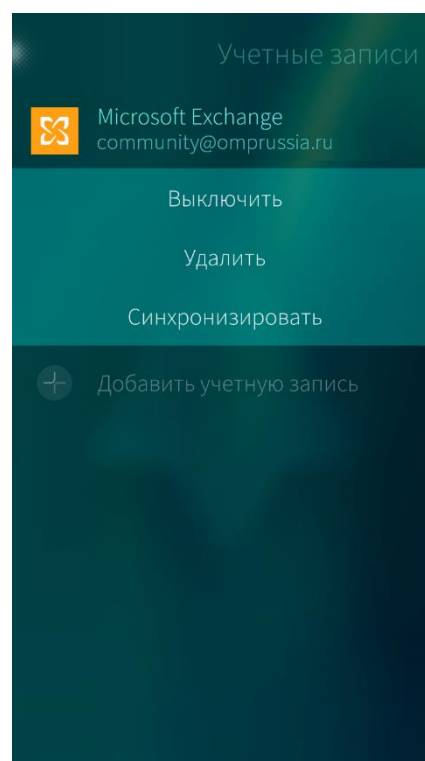 Учетные записи
Microsoft Exchange
community@omprussia.ru
Выключить
Удалить
Синхронизировать
Добавить учетную запись